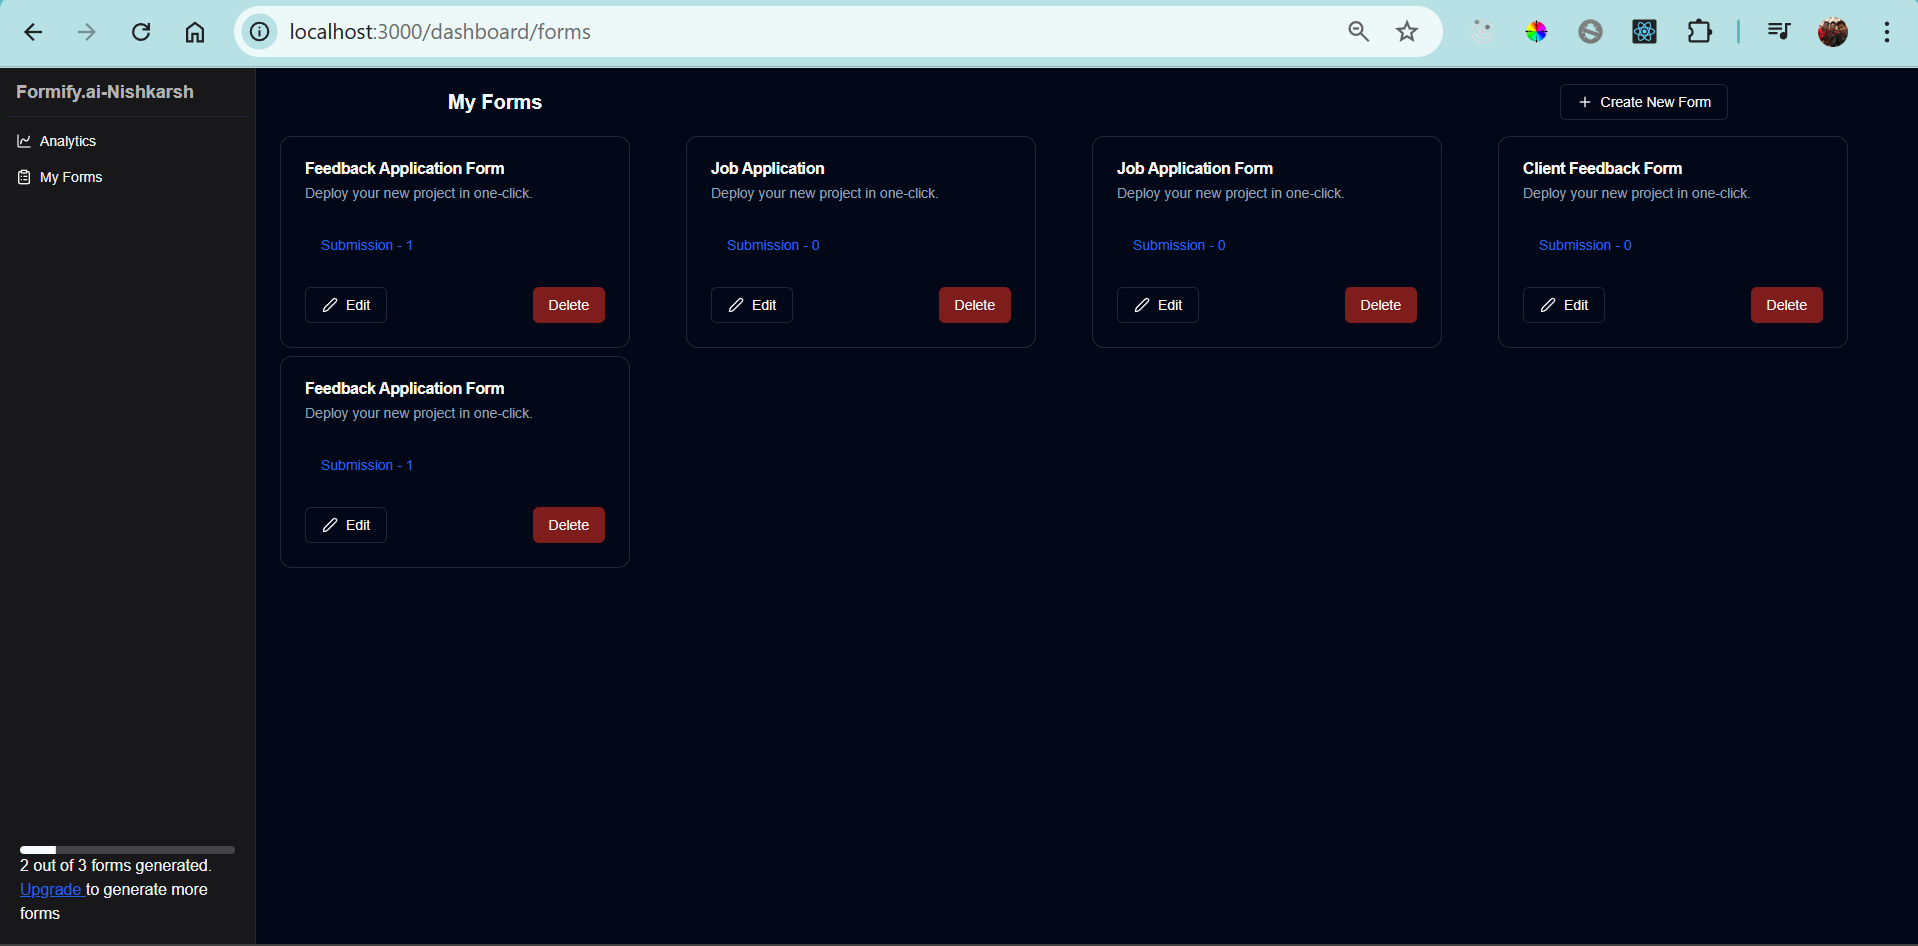 localhost:3000/dashboard/forms
Formify.ai-Nishkarsh
Analytics
My Forms
My Forms
Create New Form
Feedback Application Form
Deploy your new project in one-click.
Submission - 1
Edit
Delete
Job Application
Deploy your new project in one-click.
Submission - 0
Edit
Delete
Job Application Form
Deploy your new project in one-click.
Submission - 0
Edit
Delete
Client Feedback Form
Deploy your new project in one-click.
Submission - 0
Edit
Delete
Feedback Application Form
Deploy your new project in one-click.
Submission - 1
Edit
Delete
2 out of 3 forms generated.
Upgrade to generate more
forms